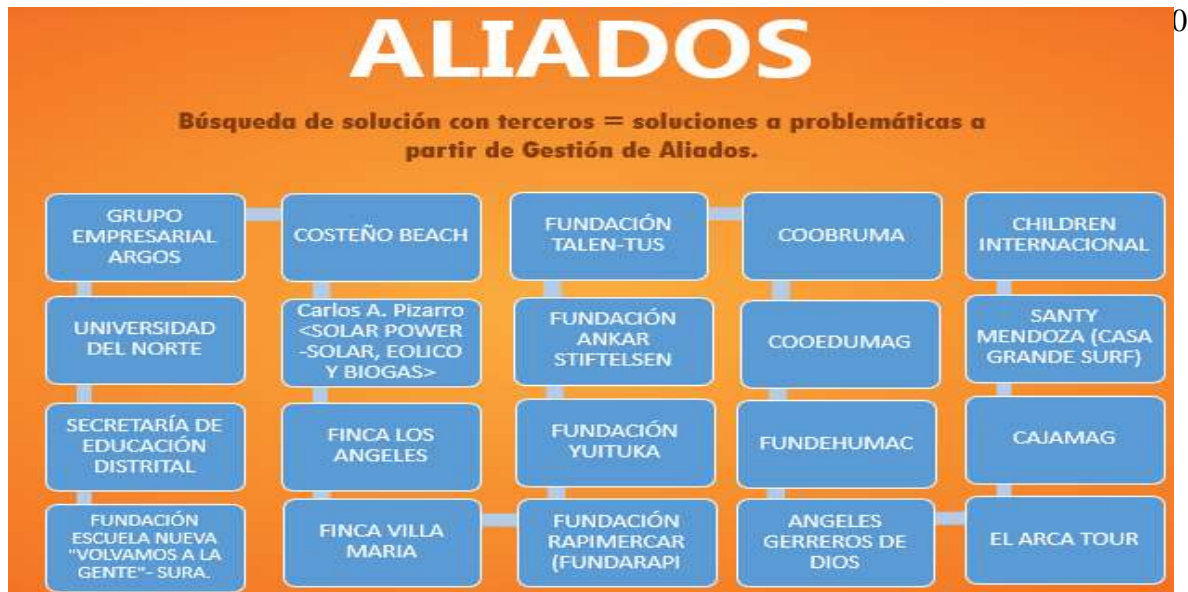 0
ALIADOS
Búsqueda de solución con terceros = soluciones a problemáticas a
partir de Gestión de Aliados.
GRUPO
EMPRESARIAL
ARGOS
UNIVERSIDAD
DEL NORTE
SECRETARÍA DE
EDUCACIÓN
DISTRITAL
FUNDACIÓN
ESCUELA NUEVA
"VOLVAMOS A LA
GENTE"- SURA.
COSTEÑO BEACH
Carlos A. Pizarro
<SOLAR POWER
-SOLAR, EOLICO
Y BIOGAS>
FINCA LOS
ANGELES
FINCA VILLA
MARIA
FUNDACIÓN
TALEN-TUS
FUNDACIÓN
ANKAR
STIFTELSEN
FUNDACIÓN
YUITUKA
FUNDACIÓN
RAPIMERCAR
(FUNDARAPI
COOBRUMA
COOEDUMAG
FUNDEHUMAC
ANGELES
GERREROS DE
DIOS
CHILDREN
INTERNACIONAL
SANTY
MENDOZA (CASA
GRANDE SURF)
CAJAMAG
EL ARCA TOUR